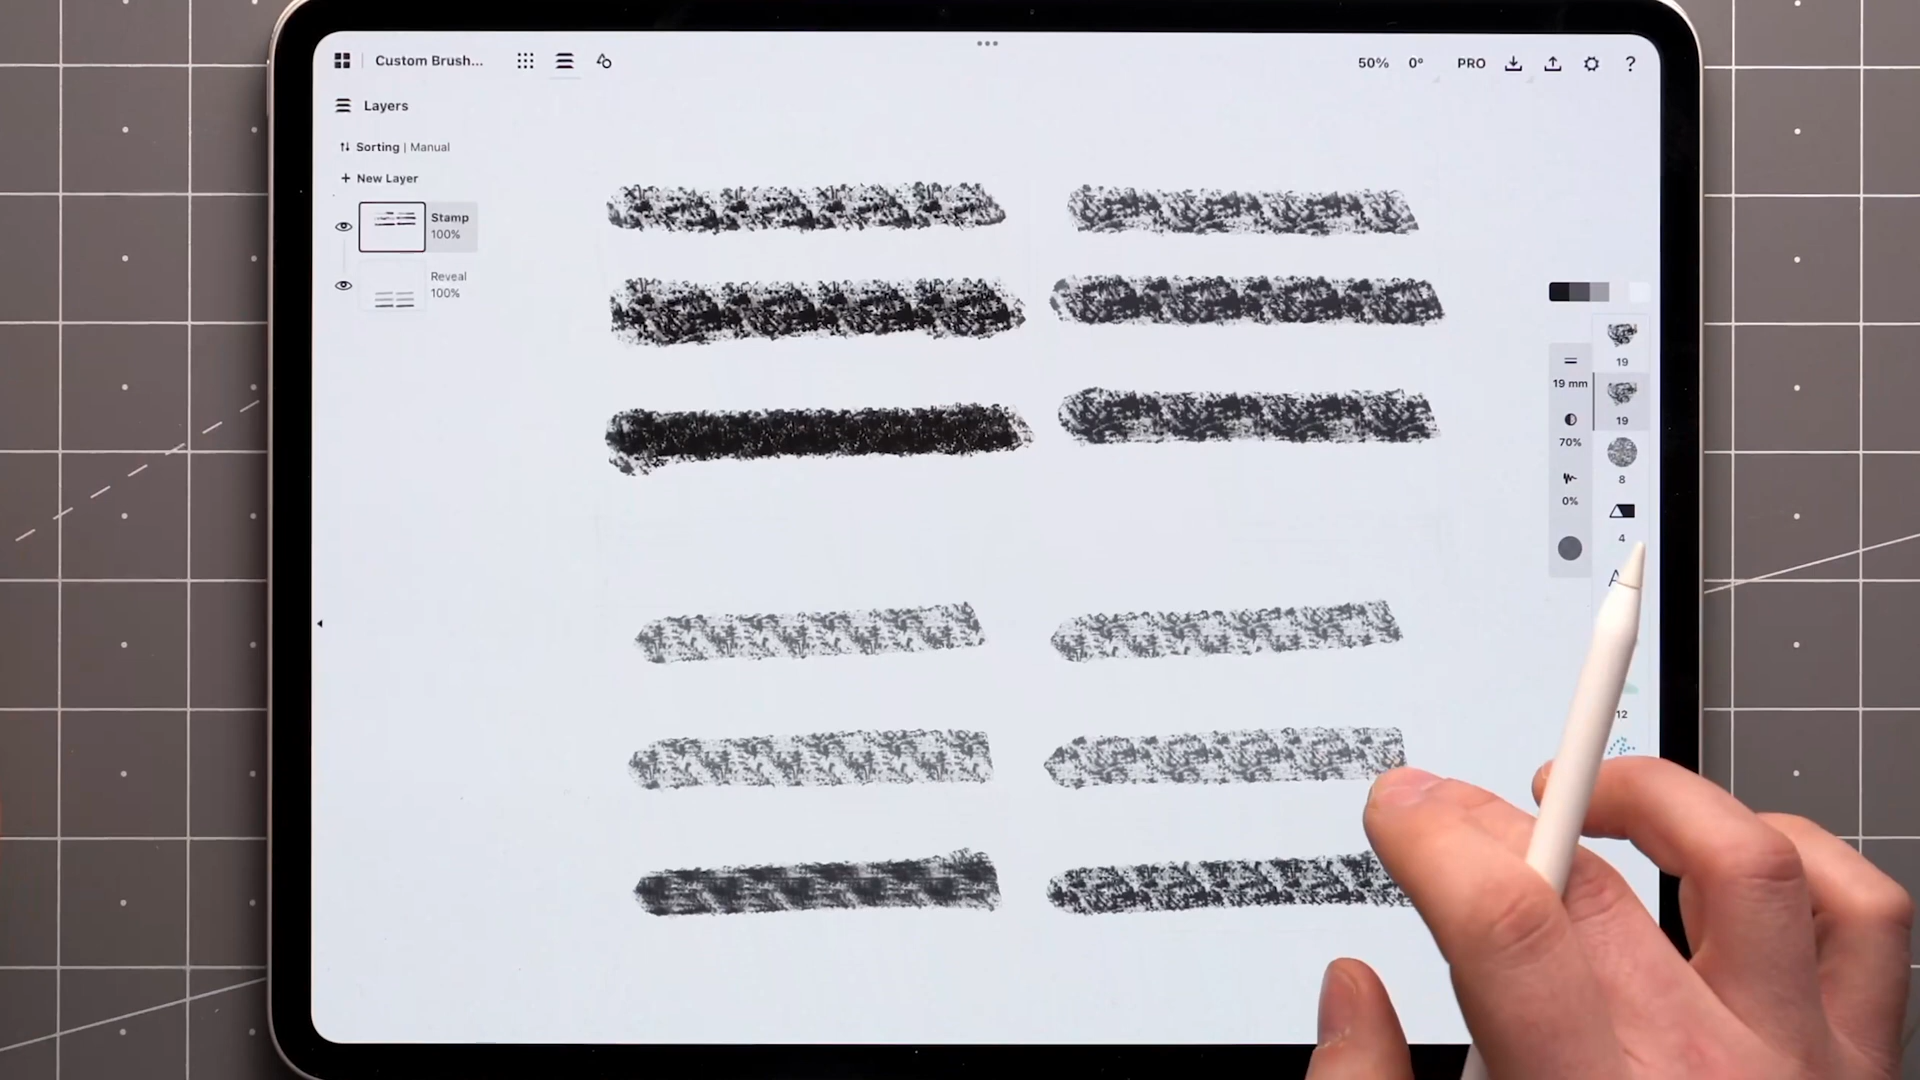 Custom Brush...
50% 0° PRO ?
Layers
Sorting | Manual
+ New Layer
Stamp
100%
Reveal
100%
19
19 mm
19
70%
8
0%
4
12